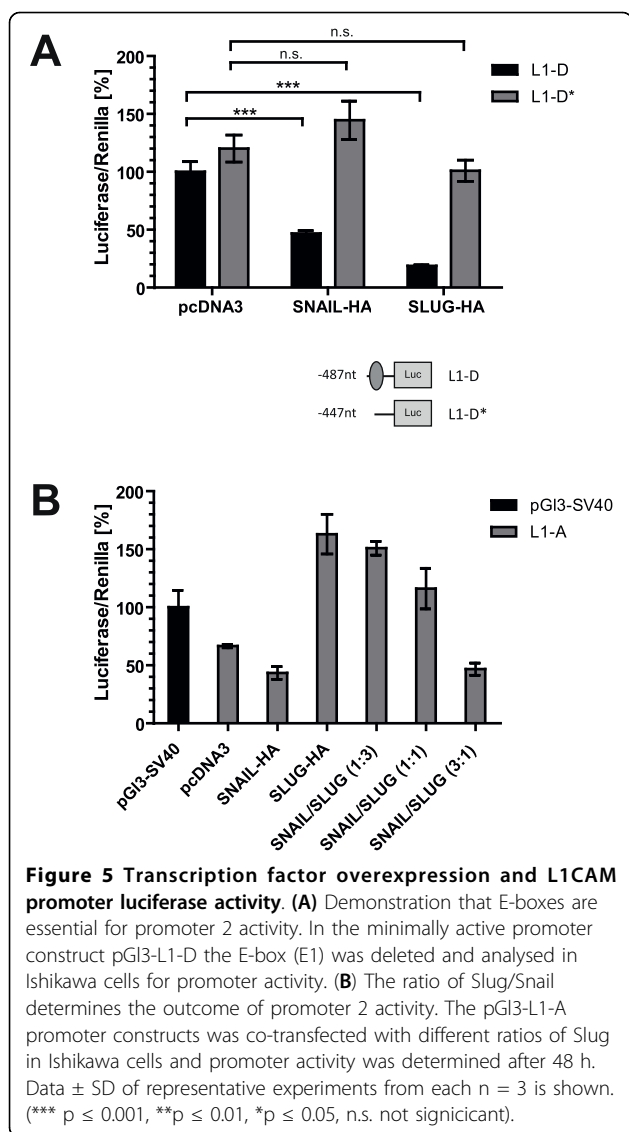 A
n.s.
n.s.
***
***
L1-D
L1-D*
Luciferase/Renilla [%]
200
150
100
50
0
pcDNA3 SNAIL-HA SLUG-HA
-487nt Luc L1-D
-447nt Luc L1-D*
B
pGl3-SV40
L1-A
Luciferase/Renilla [%]
200
150
100
50
0
pGl3-SV40
pcDNA3
SNAIL-HA
SLUG-HA
SNAIL/SLUG (1:3)
SNAIL/SLUG (1:1)
SNAIL/SLUG (3:1)
Figure 5 Transcription factor overexpression and L1CAM
promoter luciferase activity. (A) Demonstration that E-boxes are
essential for promoter 2 activity. In the minimally active promoter
construct pGl3-L1-D the E-box (E1) was deleted and analysed in
Ishikawa cells for promoter activity. (B) The ratio of Slug/Snail
determines the outcome of promoter 2 activity. The pGl3-L1-A
promoter constructs was co-transfected with different ratios of Slug
in Ishikawa cells and promoter activity was determined after 48 h.
Data ± SD of representative experiments from each n = 3 is shown.
(*** p ≤ 0.001, **p ≤ 0.01, *p ≤ 0.05, n.s. not signicicant).